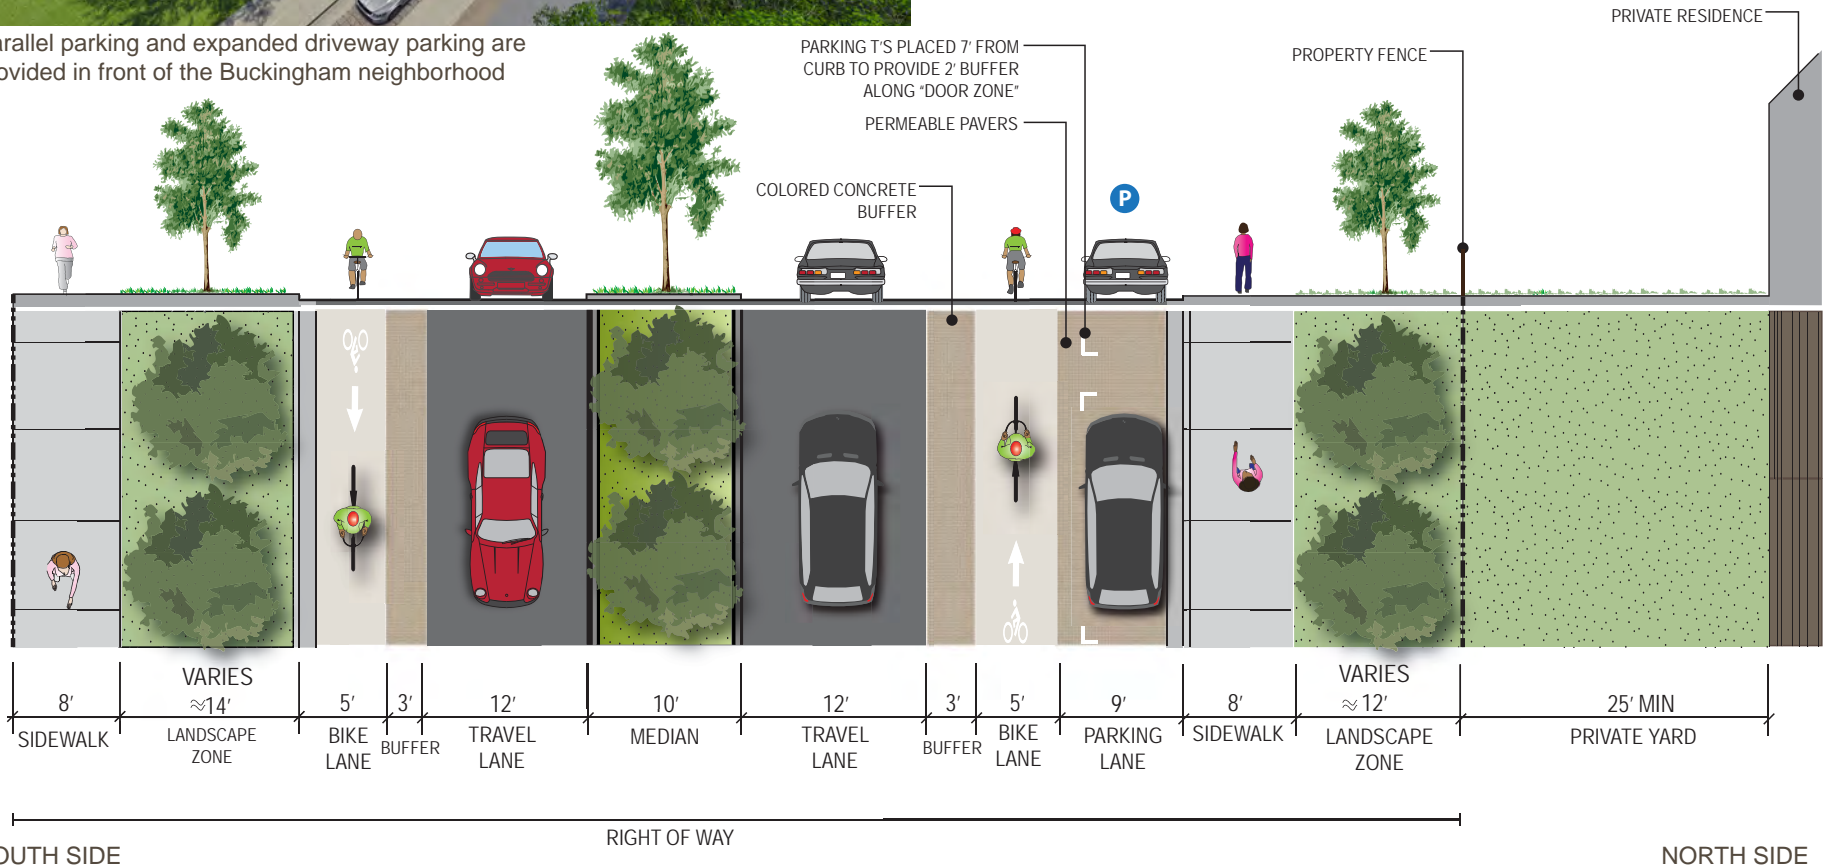 PRIVATE RESIDENCE
arallel parking and expanded driveway parking are
ovided in front of the Buckingham neighborhood
PARKING T'S PLACED 7' FROM
CURB TO PROVIDE 2' BUFFER
ALONG "DOOR ZONE"
PROPERTY FENCE
PERMEABLE PAVERS
COLORED CONCRETE
BUFFER
P
8'
SIDEWALK
VARIES
≈14'
LANDSCAPE
ZONE
5'
BIKE
LANE
3'
BUFFER
12'
TRAVEL
LANE
10'
MEDIAN
12'
TRAVEL
LANE
3'
BUFFER
5'
BIKE
LANE
9'
PARKING
LANE
8'
SIDEWALK
VARIES
≈ 12'
LANDSCAPE
ZONE
25' MIN
PRIVATE YARD
RIGHT OF WAY
OUTH SIDE
NORTH SIDE